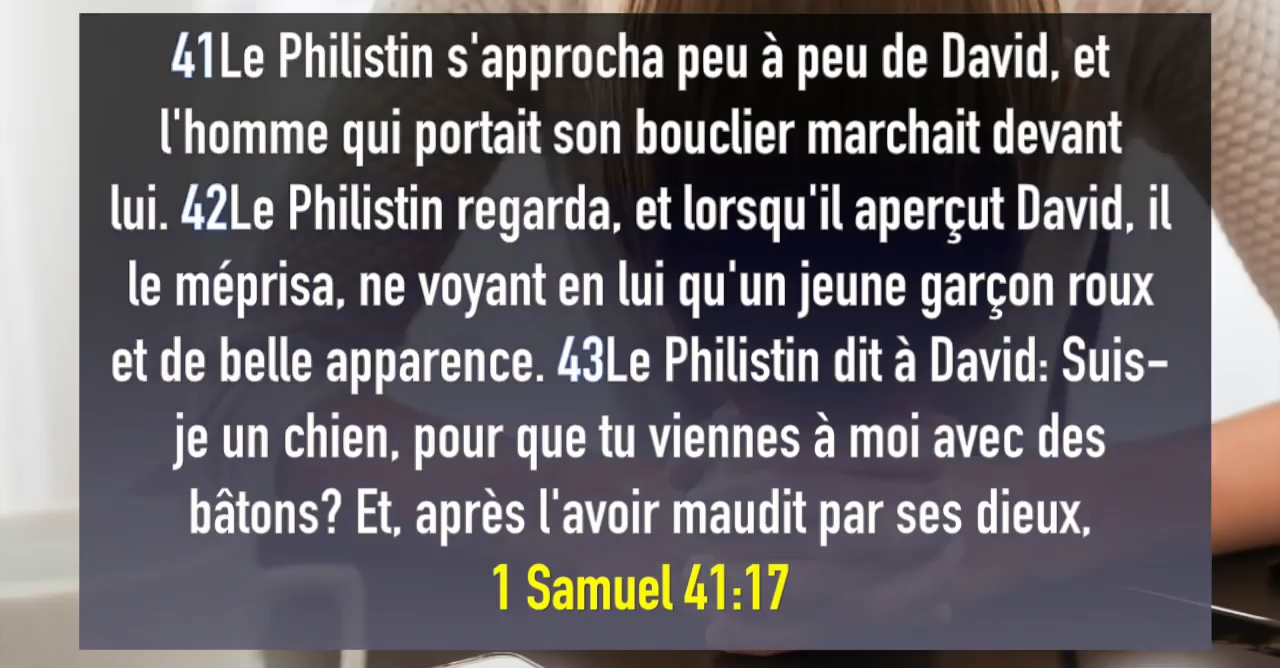 41Le Philistin s'approcha peu à peu de David, et
l'homme qui portait son bouclier marchait devant
lui. 42Le Philistin regarda, et lorsqu'il aperçut David, il
le méprisa, ne voyant en lui qu'un jeune garçon roux
et de belle apparence. 43Le Philistin dit à David: Suis-
je un chien, pour que tu viennes à moi avec des
bâtons? Et, après l'avoir maudit par ses dieux,
1 Samuel 41:17